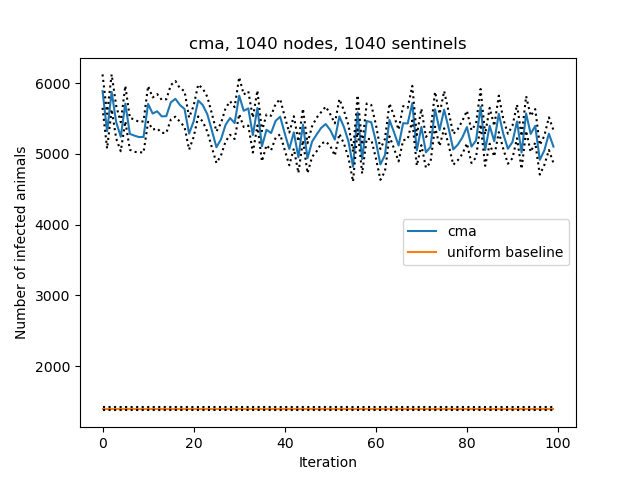 cma, 1040 nodes, 1040 sentinels
6000
5000
4000
3000
2000
Number of infected animals
cma
uniform baseline
0 20 40 60 80 100
Iteration